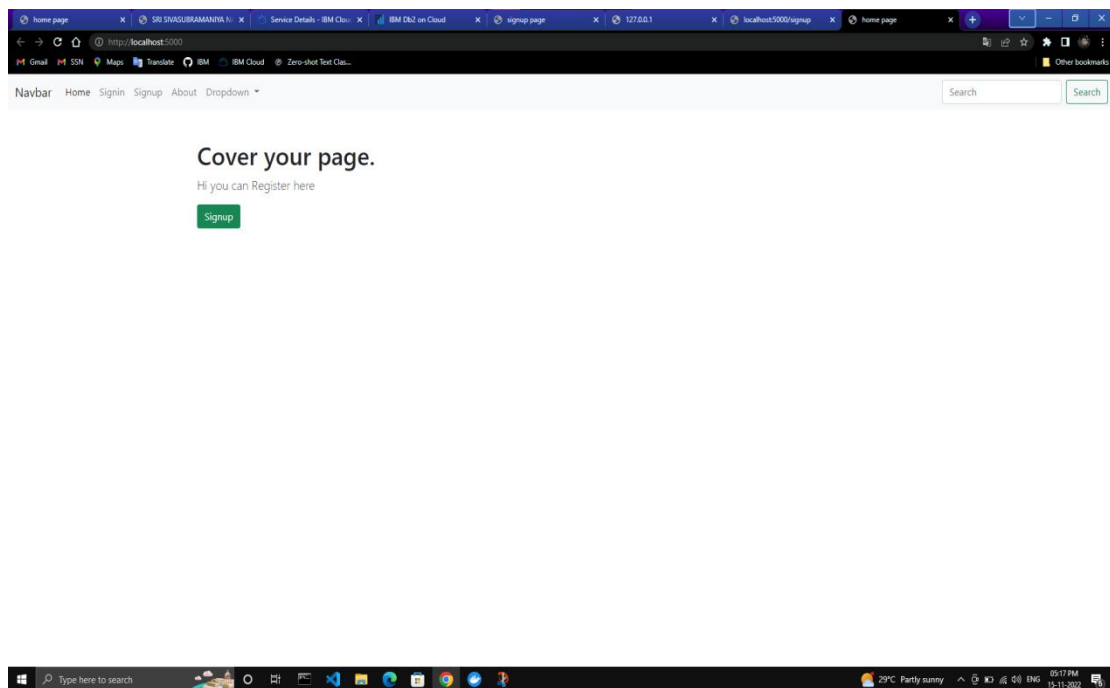 home page SRI SIVASUBRAMANIYA N Service Details - IBM Clou IBM Db2 on Cloud signup page 127.0.0.1 localhost:5000/signup home page
http://localhost:5000
Gmail SSN Maps Translate IBM IBM Cloud Zero-shot Text Clas... Other bookmarks
Navbar Home Signin Signup About Dropdown Search Search
Cover your page.
Hi you can Register here
Signup
Type here to search 29°C Partly sunny ENG 05:17 PM
15-11-2022